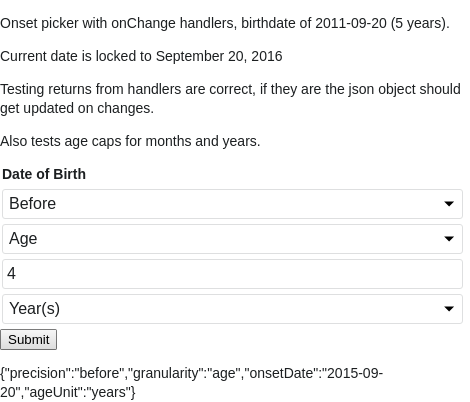 Onset picker with onChange handlers, birthdate of 2011-09-20 (5 years).
Current date is locked to September 20, 2016
Testing returns from handlers are correct, if they are the json object should
get updated on changes.
Also tests age caps for months and years.
Date of Birth
Before
Age
4
Year(s)
Submit
{"precision":"before","granularity":"age","onsetDate":"2015-09-
20","ageUnit":"years"}